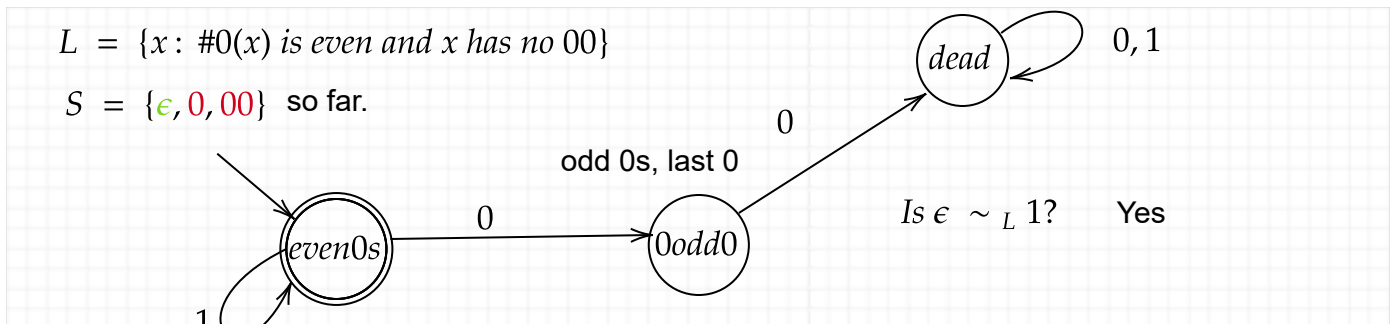 L = {x : #0(x) is even and x has no 00}
S = {ϵ, 0, 00} so far.
dead
0, 1
0
odd 0s, last 0
Is ϵ ~ L 1? Yes
0
even0s
0odd0
1